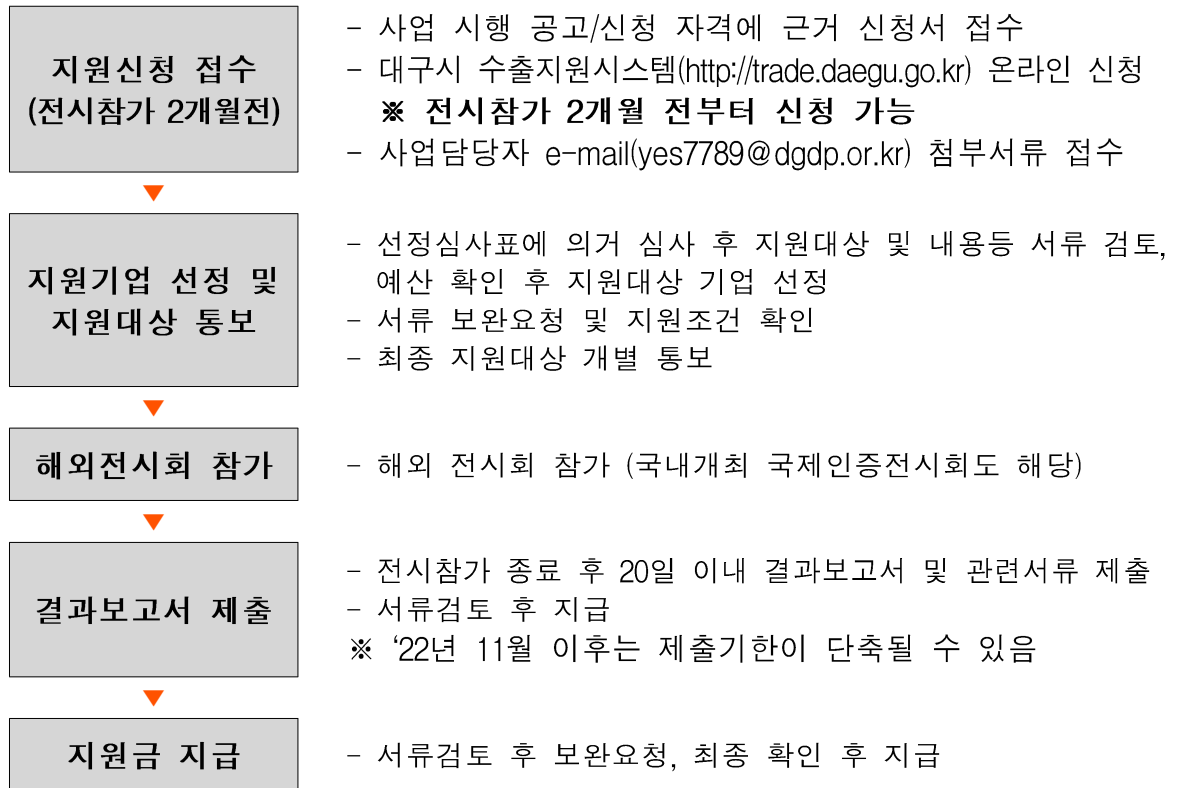 지원신청 접수
(전시참가 2개월전)
- 사업 시행 공고/신청 자격에 근거 신청서 접수
- 대구시 수출지원시스템(http://trade.daegu.go.kr) 온라인 신청
※ 전시참가 2개월 전부터 신청 가능
- 사업담당자 e-mail(yes7789@dgdp.or.kr) 첨부서류 접수
지원기업 선정 및
지원대상 통보
- 선정심사표에 의거 심사 후 지원대상 및 내용등 서류 검토,
예산 확인 후 지원대상 기업 선정
- 서류 보완요청 및 지원조건 확인
- 최종 지원대상 개별 통보
해외전시회 참가
- 해외 전시회 참가 (국내개최 국제인증전시회도 해당)
결과보고서 제출
- 전시참가 종료 후 20일 이내 결과보고서 및 관련서류 제출
- 서류검토 후 지급
※ ‘22년 11월 이후는 제출기한이 단축될 수 있음
지원금 지급
- 서류검토 후 보완요청, 최종 확인 후 지급